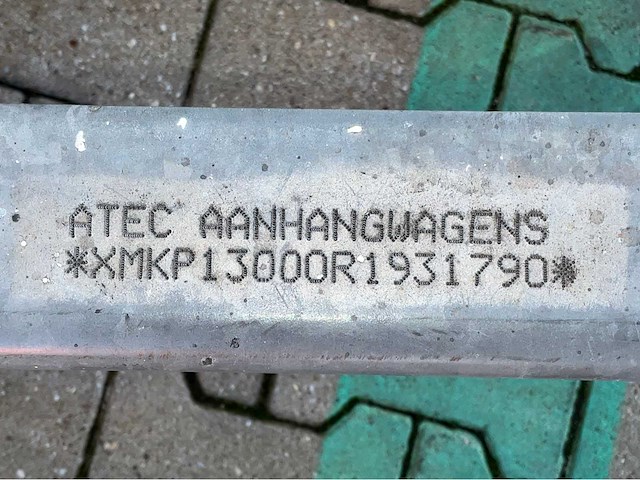 ATEC AANHANGWAGENS
*XMKP13000R1931790*